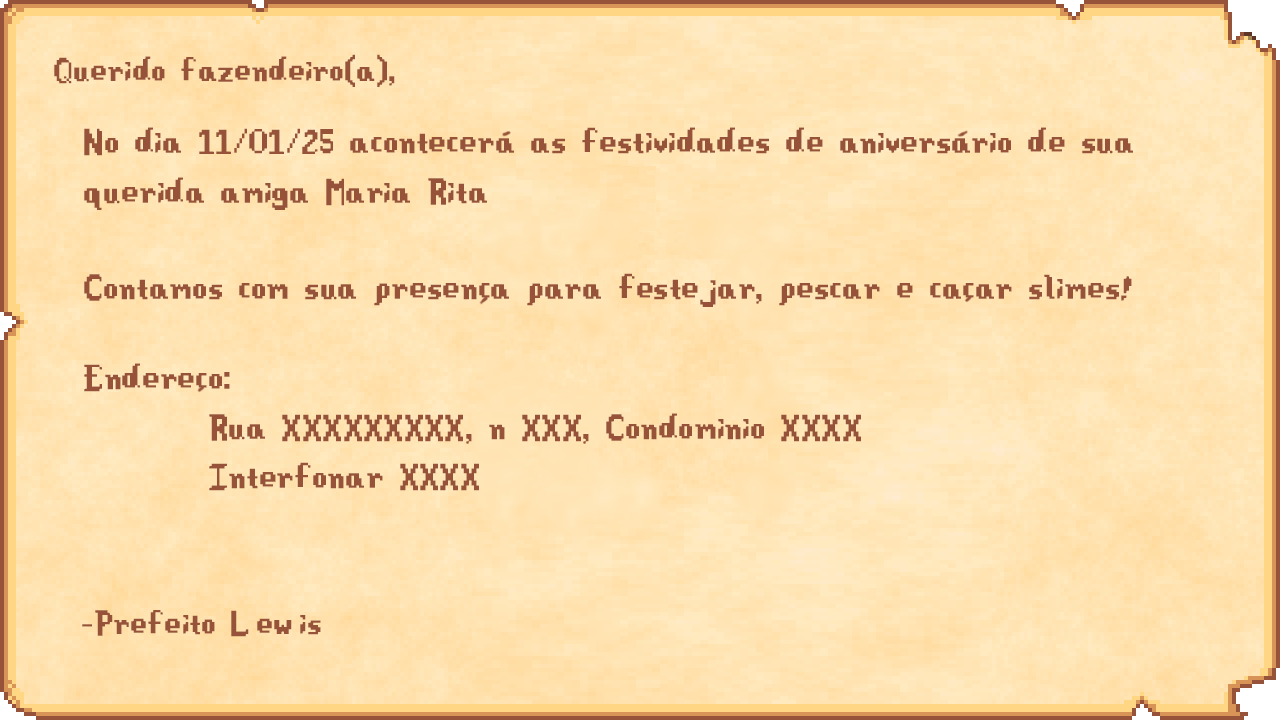 Querido fazendeiro(a),
No dia 11/01/25 acontecerá as festividades de aniversário de sua
querida amiga Maria Rita
Contamos com sua presença para festejar, pescar e caçar slimes!
Endereço:
Rua XXXXXXXXX, n XXX, Condominio XXXX
Interfonar XXXX
-Prefeito Lewis